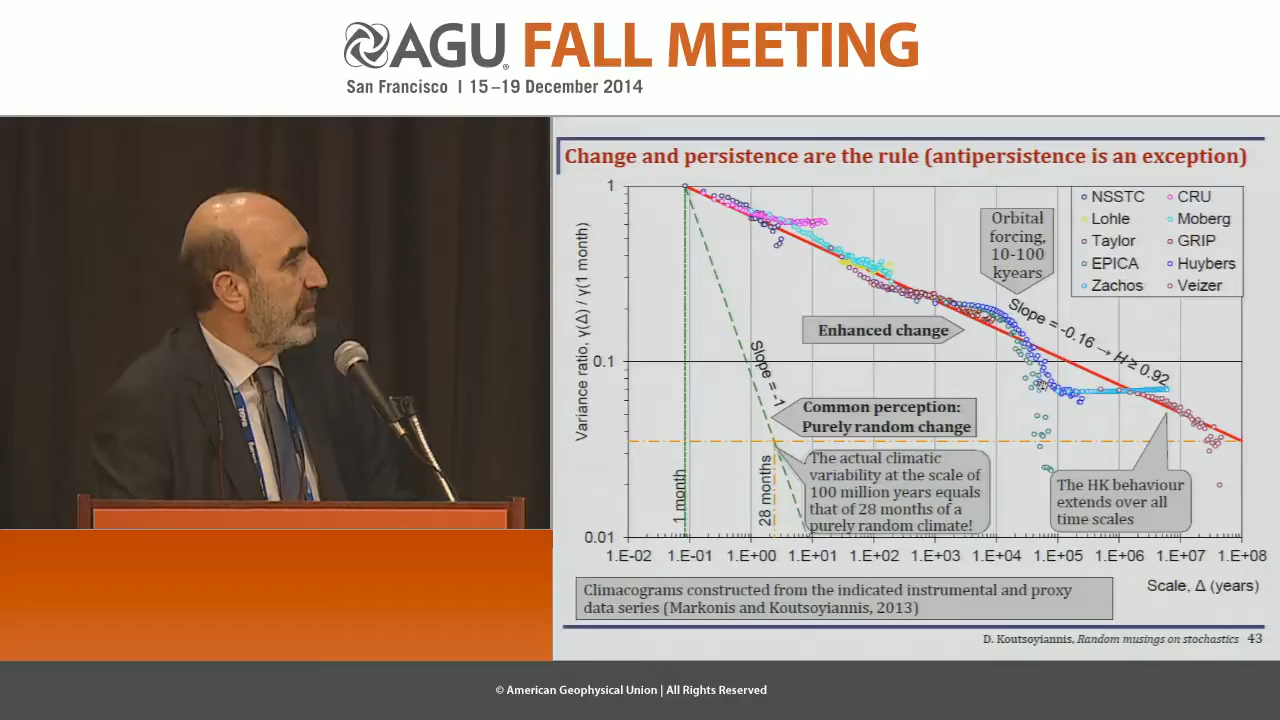 AGU FALL MEETING
San Francisco | 15–19 December 2014
Change and persistence are the rule (antipersistence is an exception)
1
0.1
0.01
Variance ratio, γ(Δ) / γ(1 month)
NSSTC
CRU
Lohle
Moberg
Taylor
GRIP
EPICA
Huybers
Zachos
Veizer
Orbital
forcing,
10-100
kyears
Slope = -0.16 → H ≥ 0.92
Enhanced change
Slope = -1
Common perception:
Purely random change
The actual climatic
variability at the scale of
100 million years equals
that of 28 months of a
purely random climate!
1 month
28 months
The HK behaviour
extends over all
time scales
1.E-02 1.E-01 1.E+00 1.E+01 1.E+02 1.E+03 1.E+04 1.E+05 1.E+06 1.E+07 1.E+08
Scale, Δ (years)
Climacograms constructed from the indicated instrumental and proxy
data series (Markonis and Koutsoyiannis, 2013)
D. Koutsoyiannis, Random musings on stochastics 43
© American Geophysical Union | All Rights Reserved